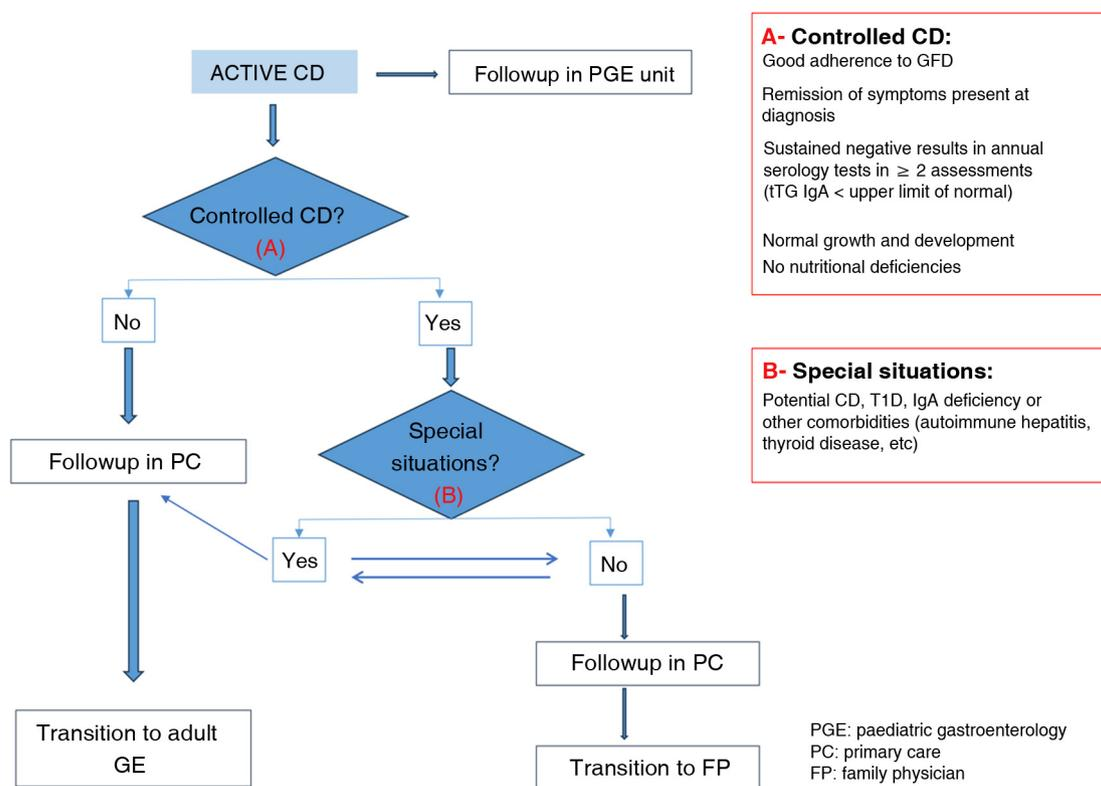 ACTIVE CD
Followup in PGE unit
Controlled CD?
(A)
No
Yes
Followup in PC
Special
situations?
(B)
Yes
No
Followup in PC
Transition to adult
GE
Transition to FP
A- Controlled CD:
Good adherence to GFD
Remission of symptoms present at
diagnosis
Sustained negative results in annual
serology tests in ≥ 2 assessments
(tTG IgA < upper limit of normal)
Normal growth and development
No nutritional deficiencies
B- Special situations:
Potential CD, T1D, IgA deficiency or
other comorbidities (autoimmune hepatitis,
thyroid disease, etc)
PGE: paediatric gastroenterology
PC: primary care
FP: family physician